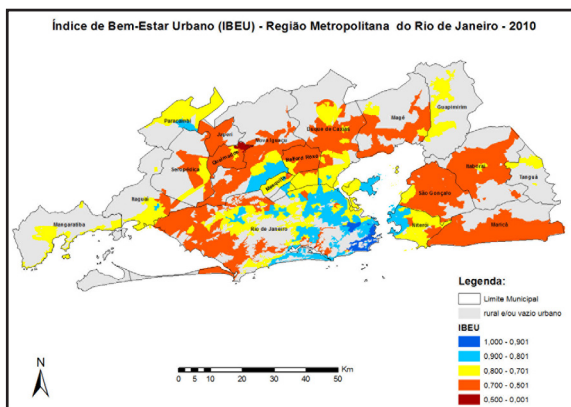 Índice de Bem-Estar Urbano (IBEU) - Região Metropolitana do Rio de Janeiro - 2010
Guapimirim
Paracambi
Magé
Duque de Caxias
Japeri
Nova Iguaçu
Queimados
Belford Roxo
Itaboraí
Seropédica
Tanguá
Mesquita
São Gonçalo
Itaguaí
Mangaratiba
Rio de Janeiro
Niterói
Maricá
Legenda:
Limite Municipal
rural e/ou vazio urbano
IBEU
1,000 - 0,901
0,900 - 0,801
0,800 - 0,701
0,700 - 0,501
0,500 - 0,001
N
Km
0 5 10 20 30 40 50